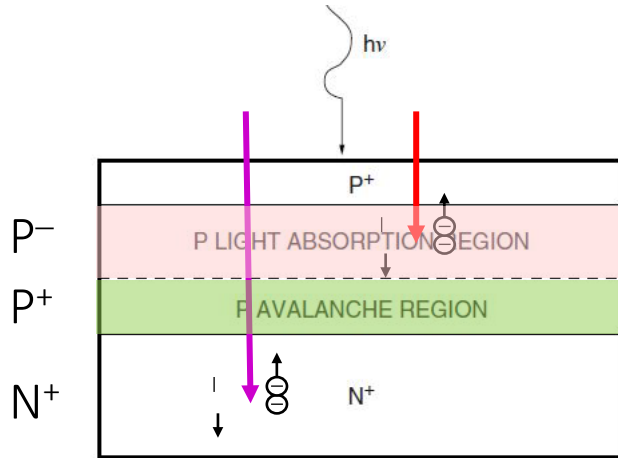 hν
P⁺
P⁻
P LIGHT ABSORPTION REGION
P⁺
P AVALANCHE REGION
N⁺
N⁺